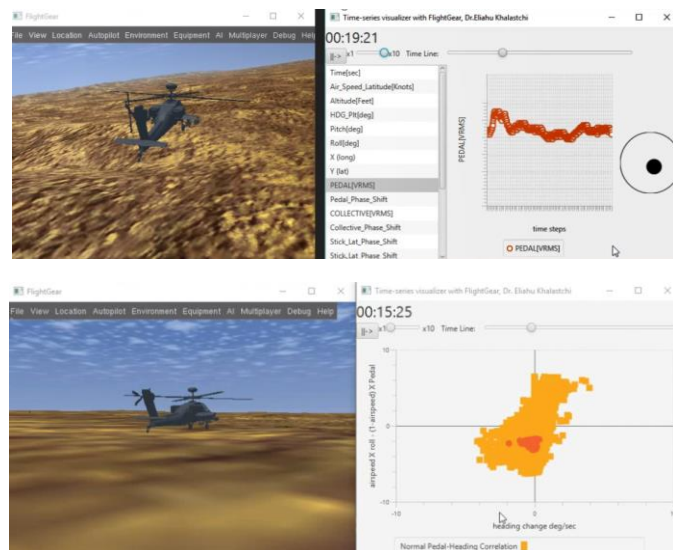 FlightGear
File View Location Autopilot Environment Equipment AI Multiplayer Debug Help
Time-series visualizer with FlightGear, Dr.Eliahu Khalastchi
00:19:21
||-> x1 x10 Time Line:
Time[sec]
Air_Speed_Latitude[Knots]
Altitude[Feet]
HDG_Plt[deg]
Pitch[deg]
Roll[deg]
X (long)
Y (lat)
PEDAL[VRMS]
Pedal_Phase_Shift
COLLECTIVE[VRMS]
Collective_Phase_Shift
Stick_Lat_Phase_Shift
Stick_Lat_Phase_Shift
PEDAL[VRMS]
time steps
PEDAL[VRMS]
FlightGear
File View Location Autopilot Environment Equipment AI Multiplayer Debug Help
Time-series visualizer with FlightGear, Dr. Eliahu Khalastchi
00:15:25
||-> x1 x10 Time Line:
10
airspeed X roll - (1-airspeed) X Pedal
0
-10
-10 0
heading change deg/sec
Normal Pedal-Heading Correlation